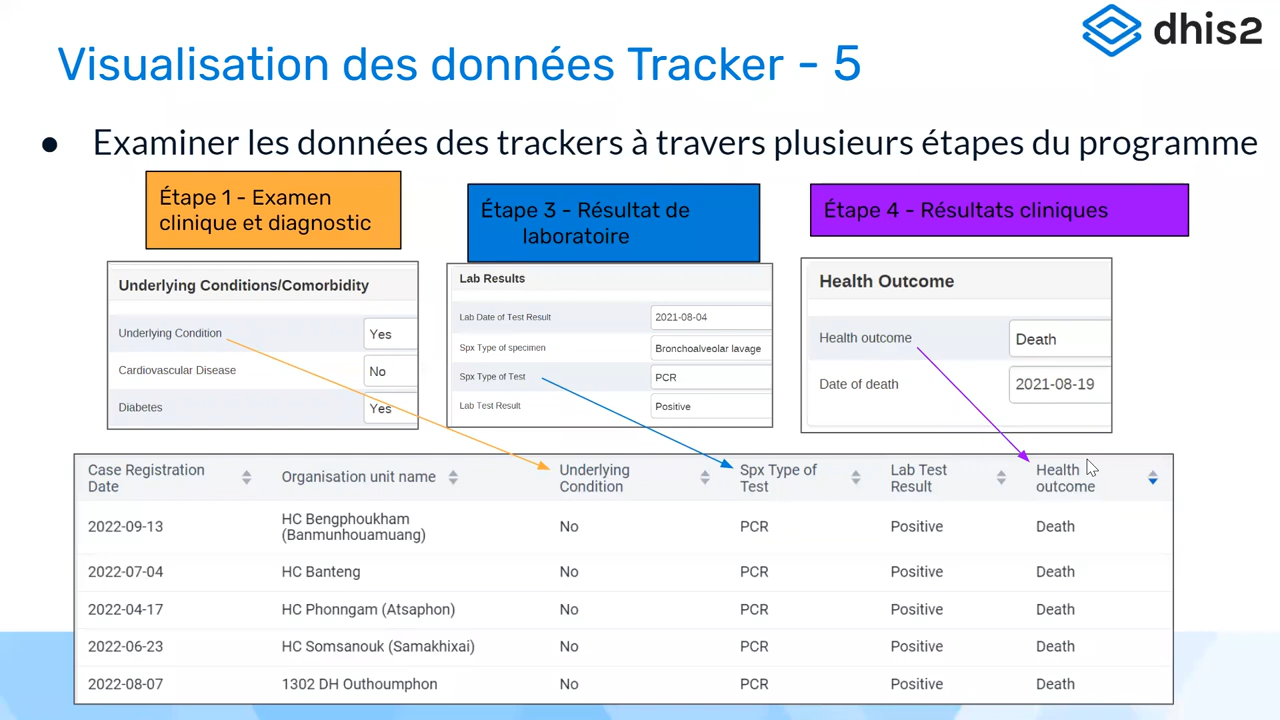 dhis2
Visualisation des données Tracker - 5
● Examiner les données des trackers à travers plusieurs étapes du programme
Étape 1 - Examen
clinique et diagnostic
Étape 3 - Résultat de
laboratoire
Étape 4 - Résultats cliniques
Underlying Conditions/Comorbidity
Underlying Condition Yes
Cardiovascular Disease No
Diabetes Yes
Lab Results
Lab Date of Test Result 2021-08-04
Spx Type of specimen Bronchoalveolar lavage
Spx Type of Test PCR
Lab Test Result Positive
Health Outcome
Health outcome Death
Date of death 2021-08-19
Case Registration Date Organisation unit name Underlying Condition Spx Type of Test Lab Test Result Health outcome
2022-09-13 HC Bengphoukham (Banmunhouamuang) No PCR Positive Death
2022-07-04 HC Banteng No PCR Positive Death
2022-04-17 HC Phonngam (Atsaphon) No PCR Positive Death
2022-06-23 HC Somsanouk (Samakhixai) No PCR Positive Death
2022-08-07 1302 DH Outhoumphon No PCR Positive Death